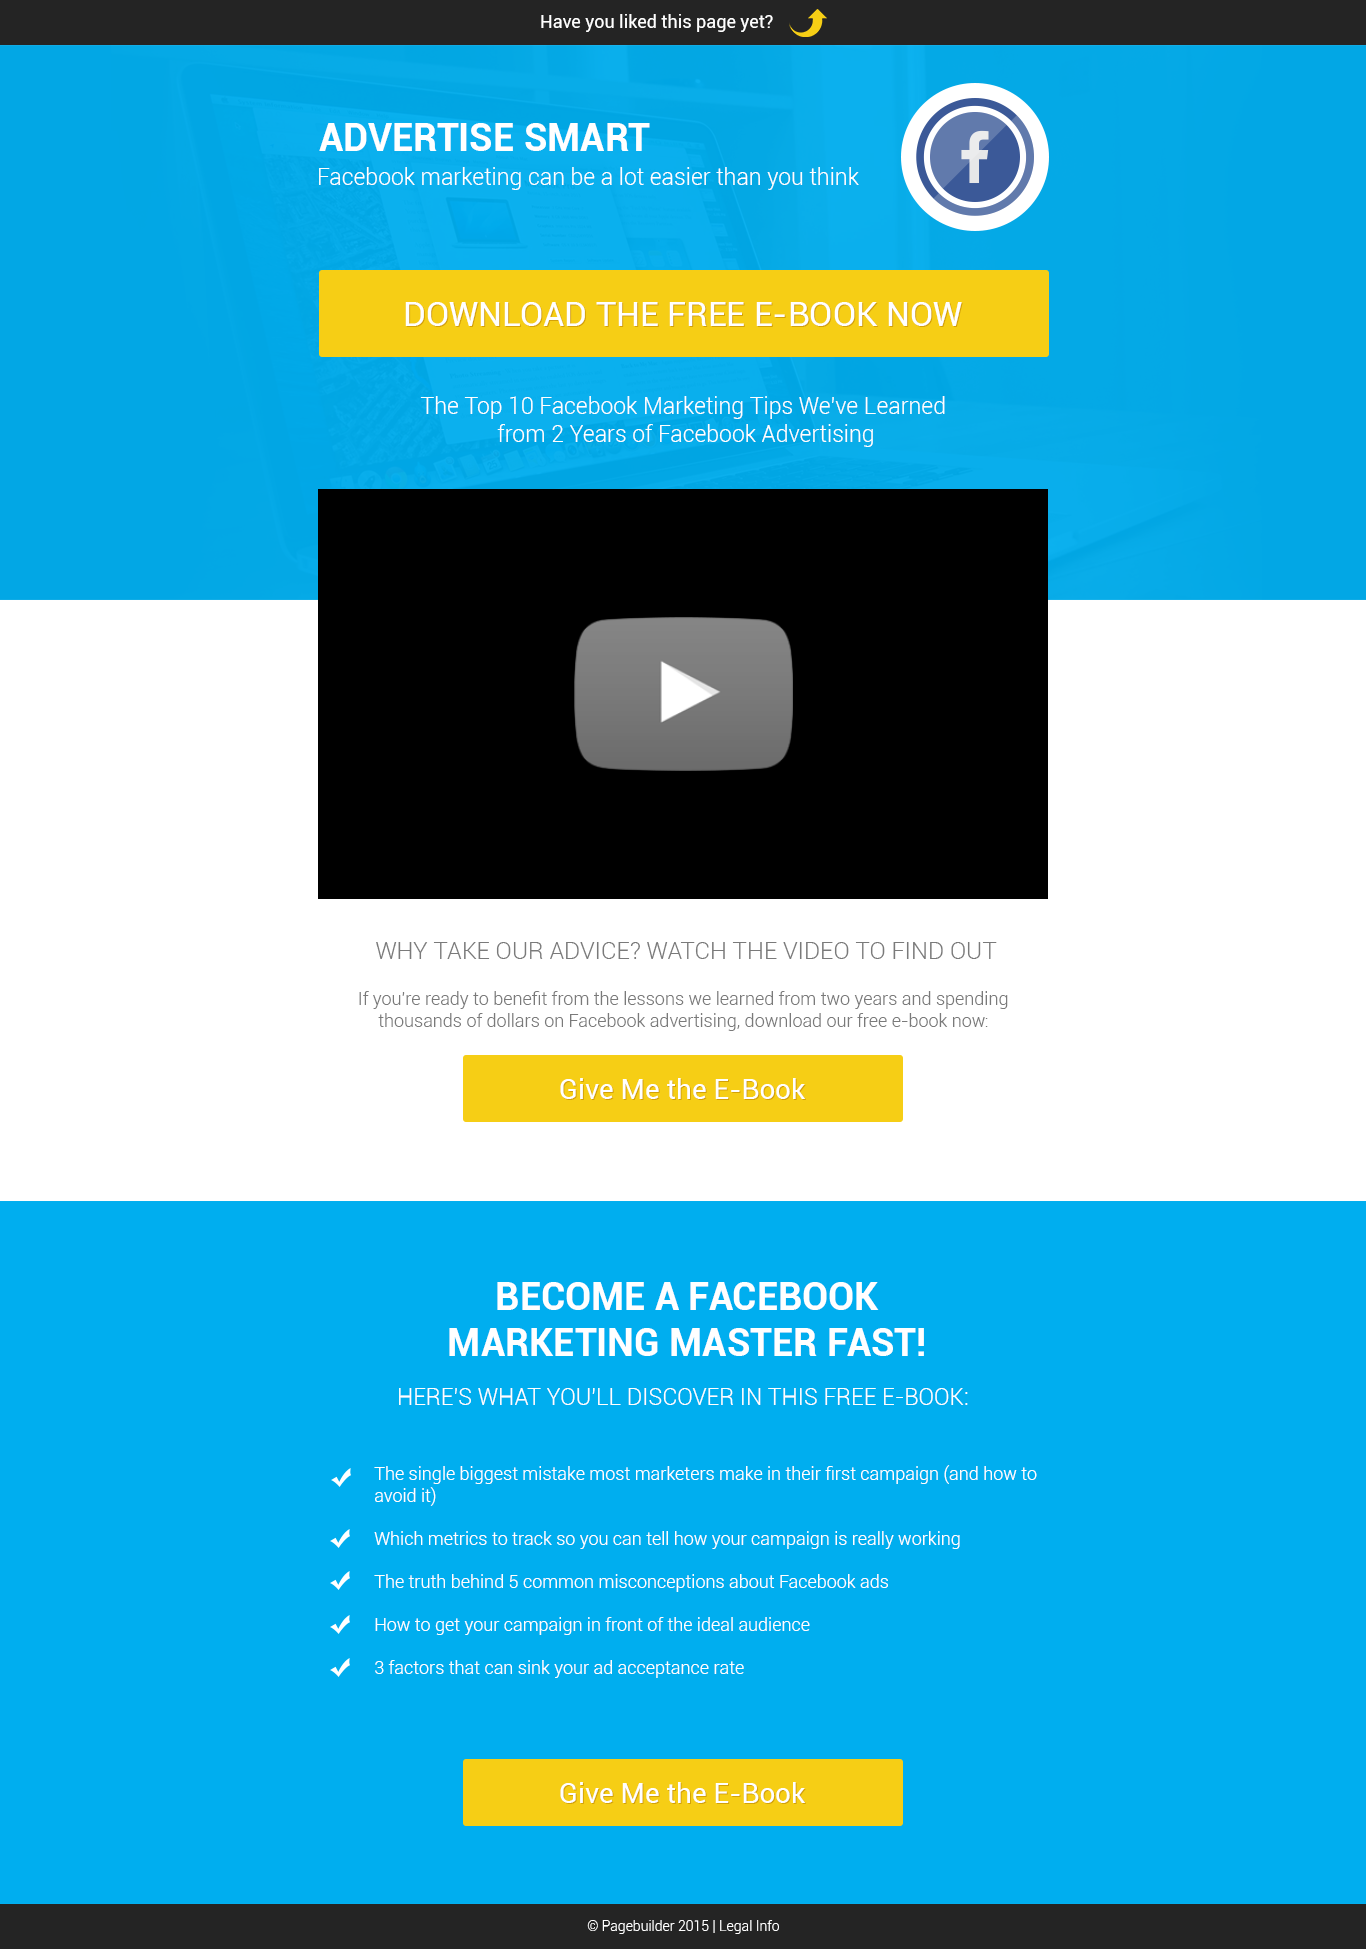 Have you liked this page yet?
ADVERTISE SMART
Facebook marketing can be a lot easier than you think
f
DOWNLOAD THE FREE E-BOOK NOW
The Top 10 Facebook Marketing Tips We've Learned
from 2 Years of Facebook Advertising
WHY TAKE OUR ADVICE? WATCH THE VIDEO TO FIND OUT
If you're ready to benefit from the lessons we learned from two years and spending
thousands of dollars on Facebook advertising, download our free e-book now:
Give Me the E-Book
BECOME A FACEBOOK
MARKETING MASTER FAST!
HERE'S WHAT YOU'LL DISCOVER IN THIS FREE E-BOOK:
The single biggest mistake most marketers make in their first campaign (and how to
avoid it)
Which metrics to track so you can tell how your campaign is really working
The truth behind 5 common misconceptions about Facebook ads
How to get your campaign in front of the ideal audience
3 factors that can sink your ad acceptance rate
Give Me the E-Book
© Pagebuilder 2015 | Legal Info